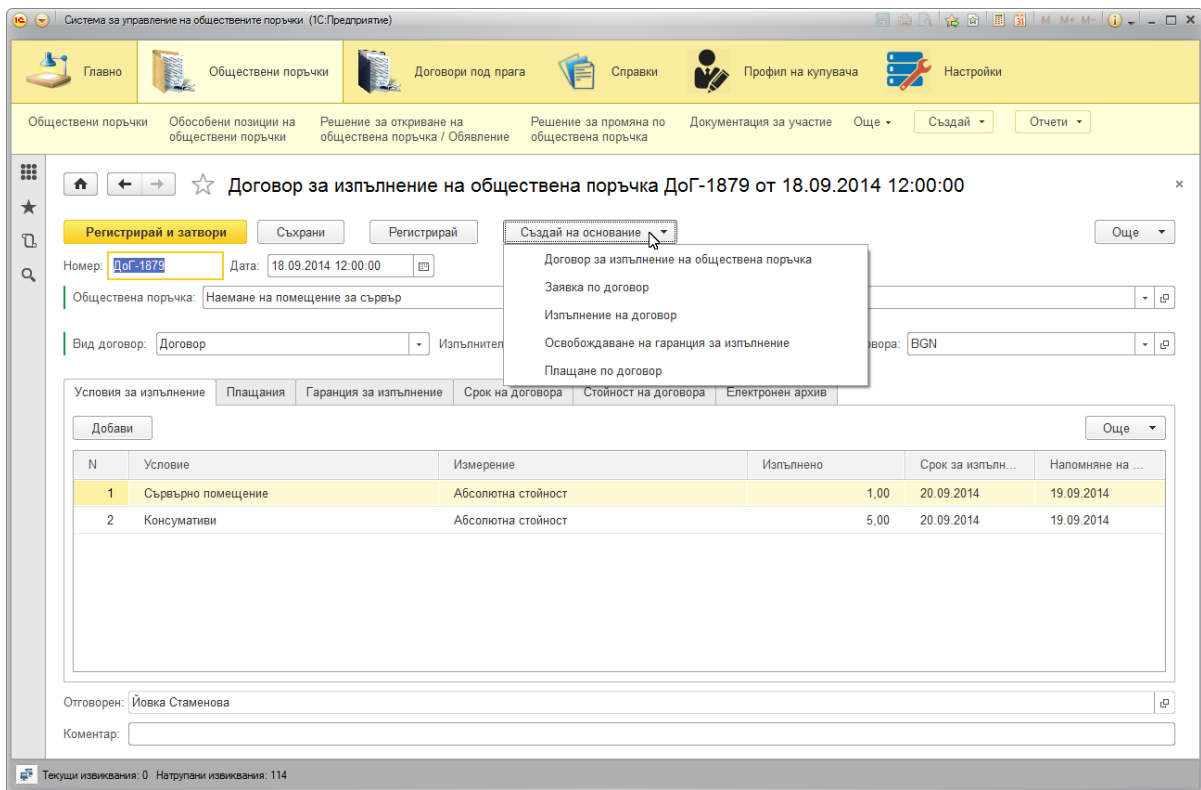 Система за управление на обществените поръчки (1С:Предприятие)
M M+ M-
Главно
Обществени поръчки
Договори под прага
Справки
Профил на купувача
Настройки
Обществени поръчки
Обособени позиции на
обществени поръчки
Решение за откриване на
обществена поръчка / Обявление
Решение за промяна по
обществена поръчка
Документация за участие
Още
Създай
Отчети
Договор за изпълнение на обществена поръчка ДоГ-1879 от 18.09.2014 12:00:00
Регистрирай и затвори
Съхрани
Регистрирай
Създай на основание
Още
Договор за изпълнение на обществена поръчка
Заявка по договор
Изпълнение на договор
Освобождаване на гаранция за изпълнение
Плащане по договор
Номер: ДоГ-1879 Дата: 18.09.2014 12:00:00
Обществена поръчка: Наемане на помещение за сървър
Вид договор: Договор
Изпълнител
вора: BGN
Условия за изпълнение
Плащания
Гаранция за изпълнение
Срок на договора
Стойност на договора
Електронен архив
Добави
Още
N Условие Измерение Изпълнено Срок за изпълн... Напомняне на ...
1 Сървърно помещение Абсолютна стойност 1,00 20.09.2014 19.09.2014
2 Консумативи Абсолютна стойност 5,00 20.09.2014 19.09.2014
Отговорен: Йовка Стаменова
Коментар:
Текущи извиквания: 0 Натрупани извиквания: 114